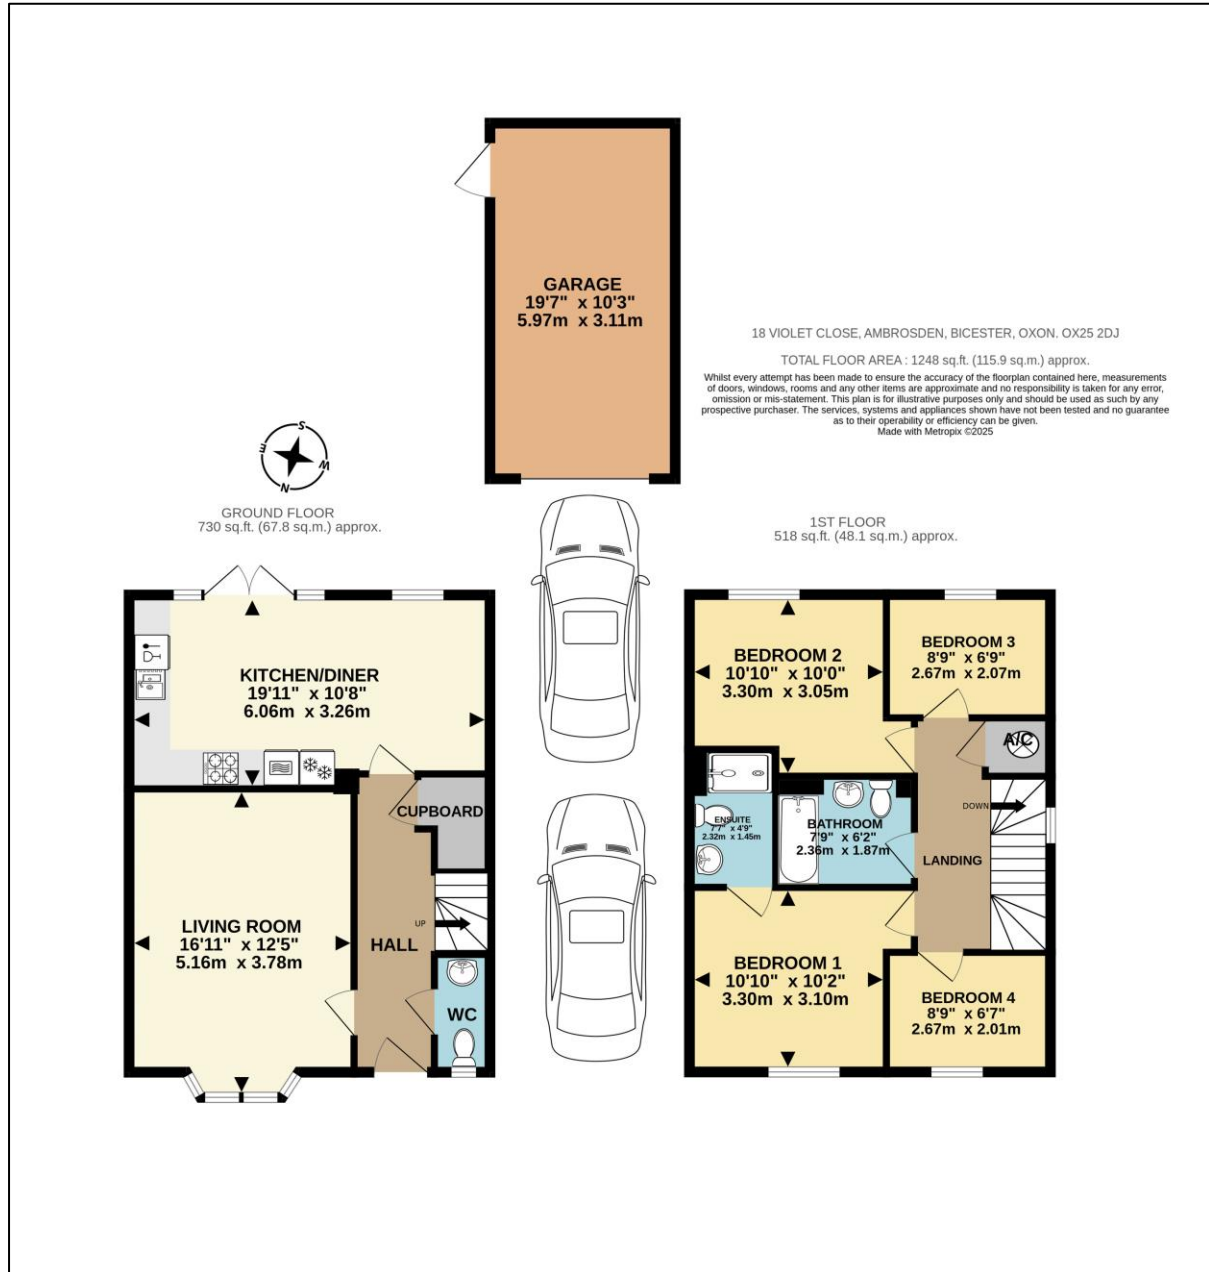 GARAGE
19'7" x 10'3"
5.97m x 3.11m
18 VIOLET CLOSE, AMBROSDEN, BICESTER, OXON. OX25 2DJ
TOTAL FLOOR AREA : 1248 sq.ft. (115.9 sq.m.) approx.
Whilst every attempt has been made to ensure the accuracy of the floorplan contained here, measurements
of doors, windows, rooms and any other items are approximate and no responsibility is taken for any error,
omission or mis-statement. This plan is for illustrative purposes only and should be used as such by any
prospective purchaser. The services, systems and appliances shown have not been tested and no guarantee
as to their operability or efficiency can be given.
Made with Metropix ©2025
S
E
W
N
GROUND FLOOR
730 sq.ft. (67.8 sq.m.) approx.
KITCHEN/DINER
19'11" x 10'8"
6.06m x 3.26m
CUPBOARD
LIVING ROOM
16'11" x 12'5"
5.16m x 3.78m
UP
HALL
WC
1ST FLOOR
518 sq.ft. (48.1 sq.m.) approx.
BEDROOM 2
10'10" x 10'0"
3.30m x 3.05m
BEDROOM 3
8'9" x 6'9"
2.67m x 2.07m
A/C
DOWN
ENSUITE
7'7" x 4'9"
2.32m x 1.45m
BATHROOM
7'9" x 6'2"
2.36m x 1.87m
LANDING
BEDROOM 1
10'10" x 10'2"
3.30m x 3.10m
BEDROOM 4
8'9" x 6'7"
2.67m x 2.01m